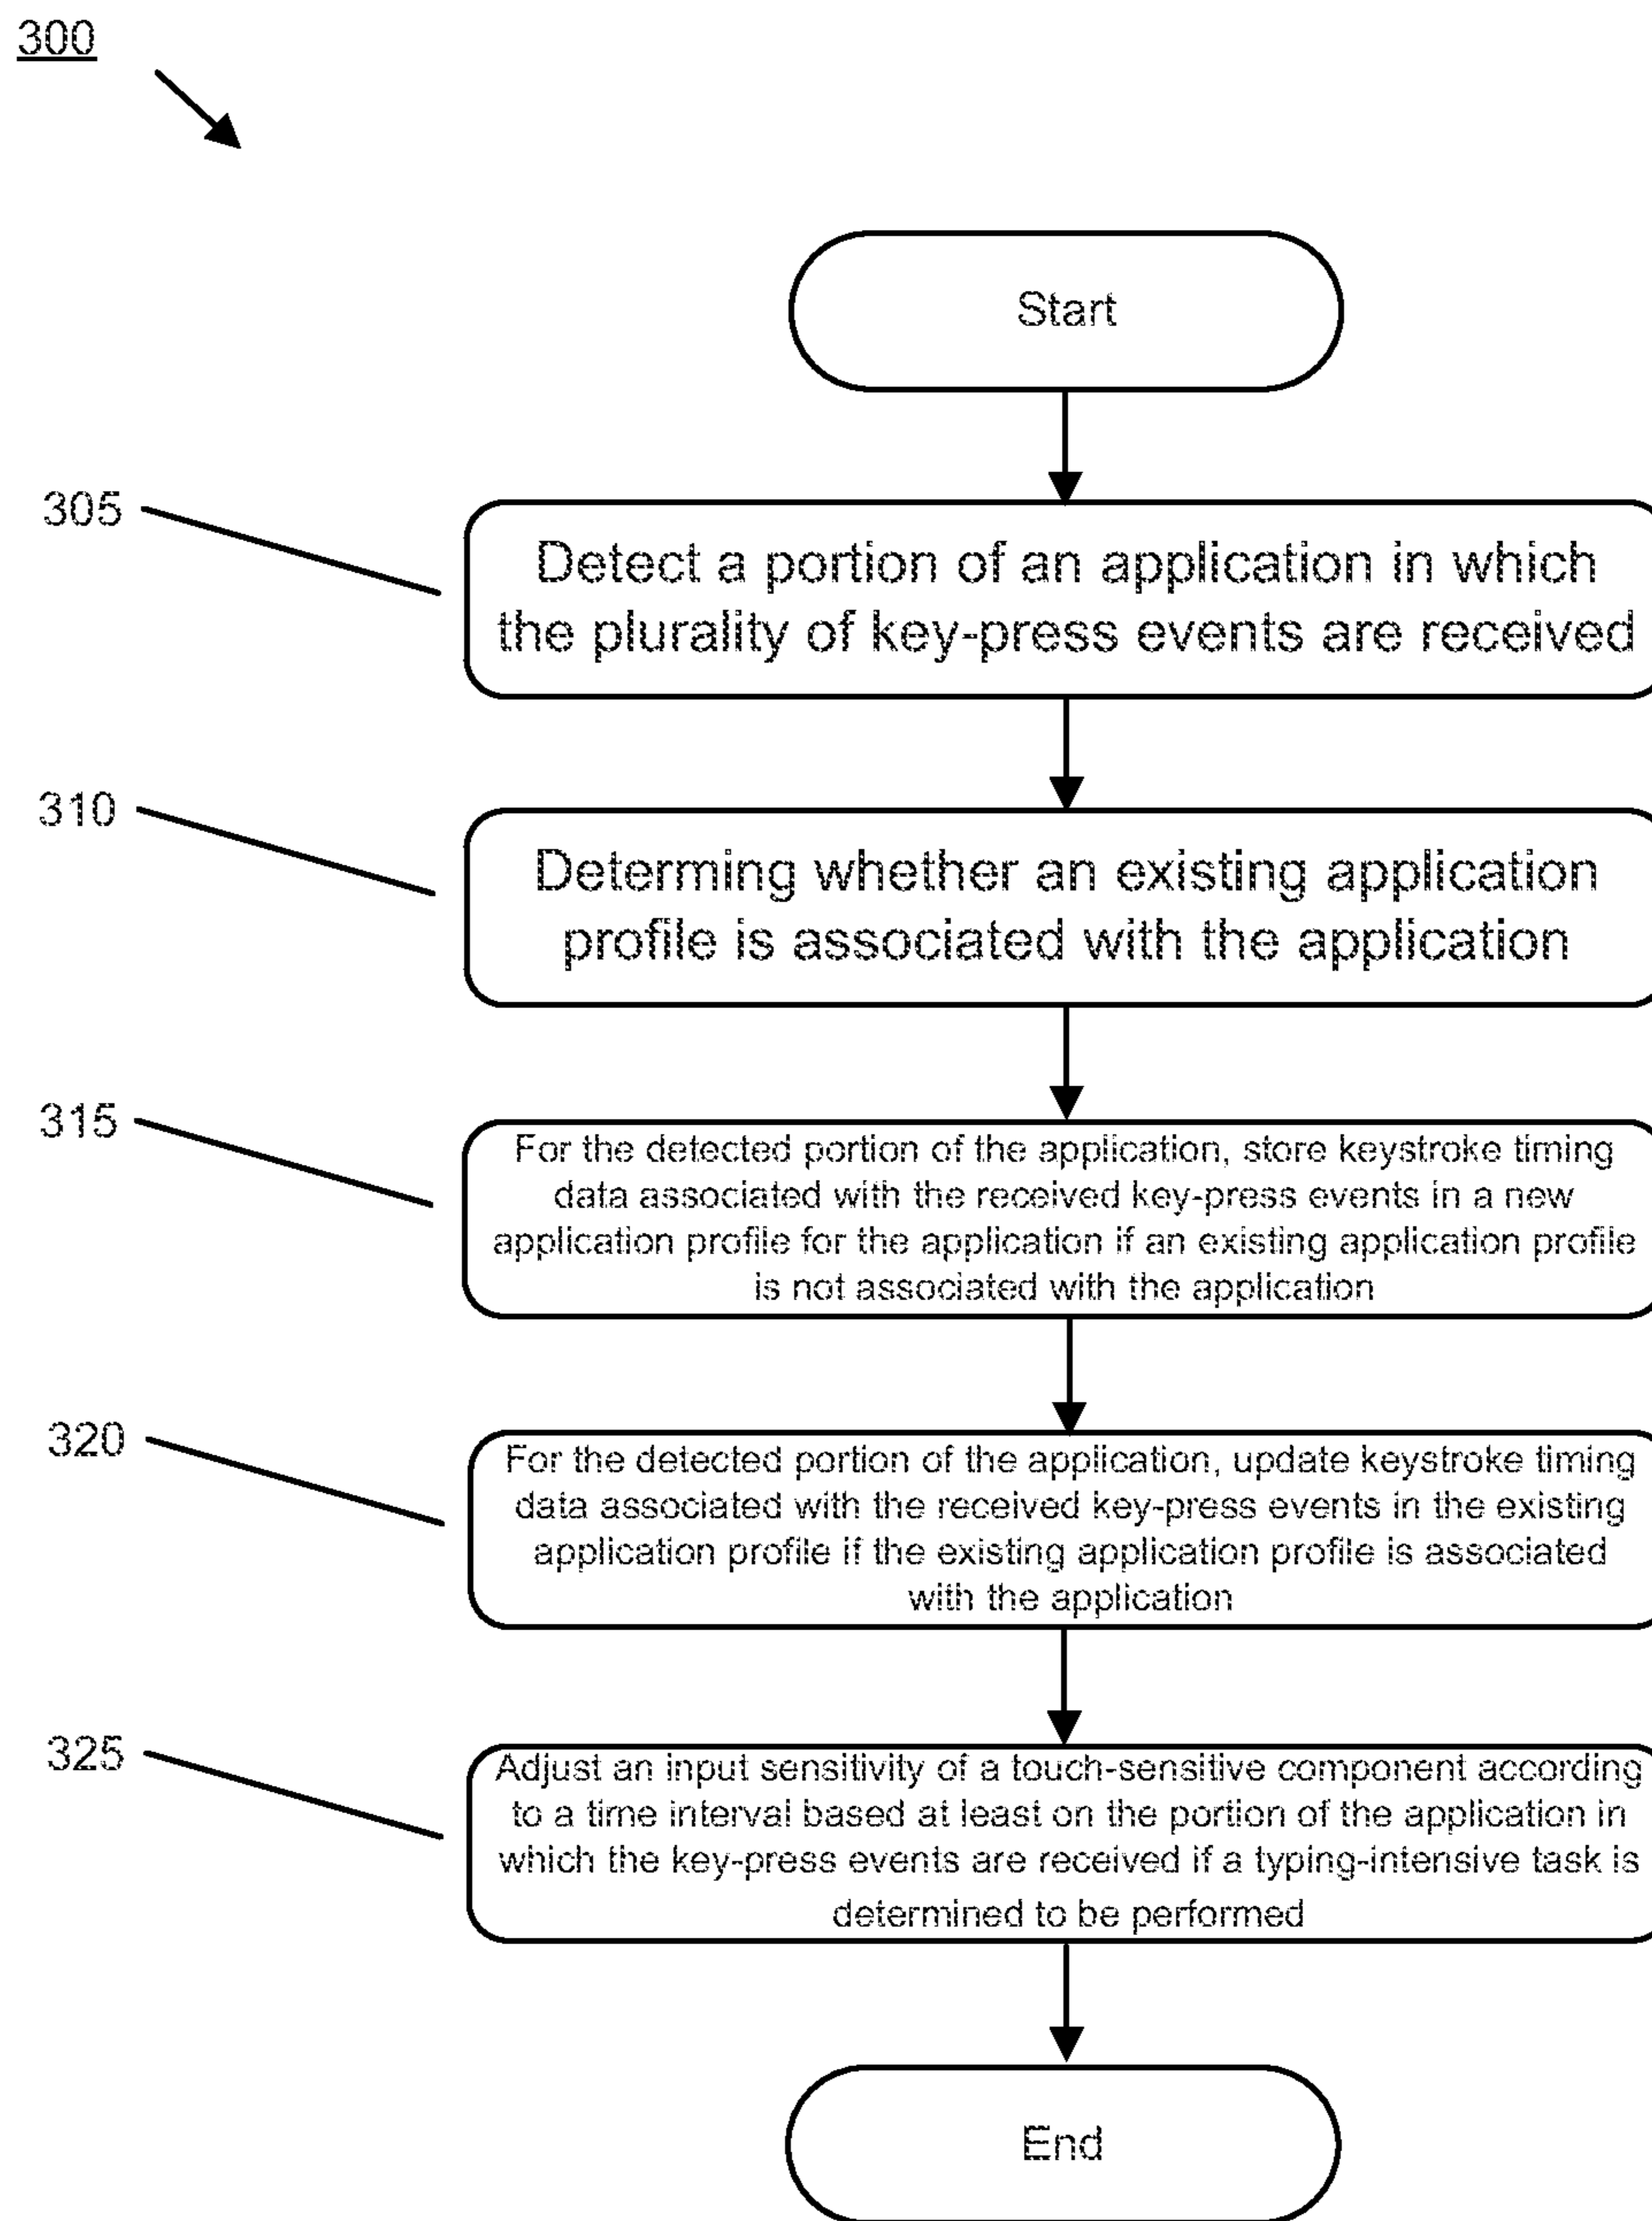 300
Start
305
Detect a portion of an application in which
the plurality of key-press events are received
310
Determing whether an existing application
profile is associated with the application
315
For the detected portion of the application, store keystroke timing
data associated with the received key-press events in a new
application profile for the application if an existing application profile
is not associated with the application
320
For the detected portion of the application, update keystroke timing
data associated with the received key-press events in the existing
application profile if the existing application profile is associated
with the application
325
Adjust an input sensitivity of a touch-sensitive component according
to a time interval based at least on the portion of the application in
which the key-press events are received if a typing-intensive task is
determined to be performed
End